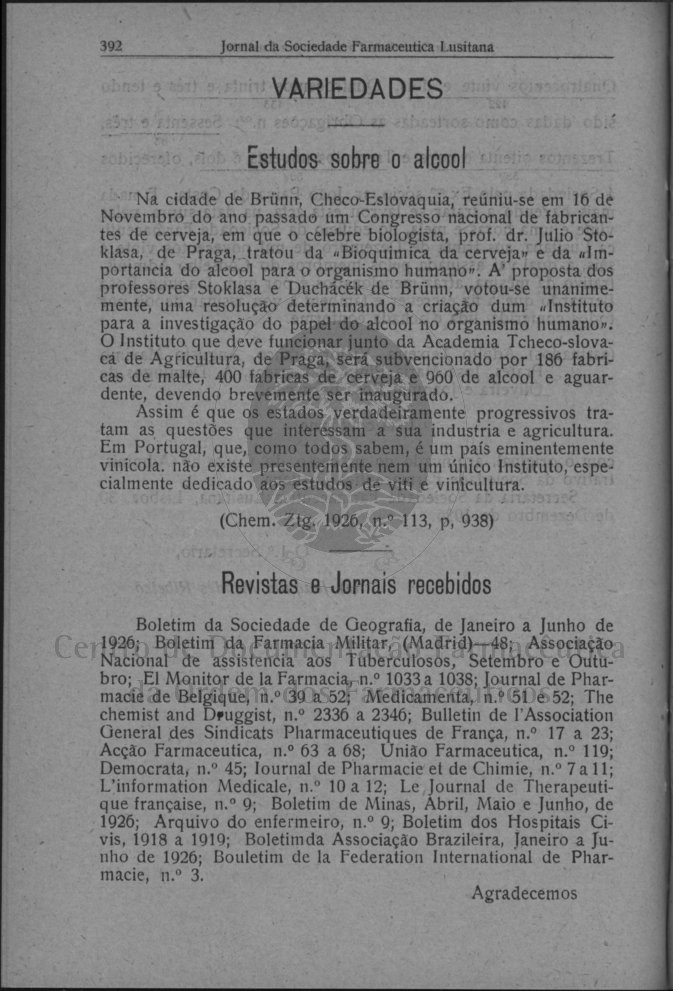 392 Jornal da Sociedade Farmaceutica Lusitana
VARIEDADES
Estudos sobre o alcool
Na cidade de Brünn, Checo-Eslovaquia, reúniu-se em 16 de
Novembro do ano passado um Congresso nacional de fabrican-
tes de cerveja, em que o célebre biologista, prof. dr. Julio Sto-
klasa, de Praga, tratou da «Bioquimica da cerveja» e da «Im-
portancia do alcool para o organismo humano». A' proposta dos
professores Stoklasa e Duchácék de Brünn, votou-se unanime-
mente, uma resolução determinando a criação dum «Instituto
para a investigação do papel do alcool no organismo humano».
O Instituto que deve funcionar junto da Academia Tcheco-slova-
ca de Agricultura, de Praga, será subvencionado por 186 fabri-
cas de malte, 400 fabricas de cerveja e 960 de alcool e aguar-
dente, devendo brevemente ser inaugurado.
Assim é que os estados verdadeiramente progressivos tra-
tam as questões que interessam a sua industria e agricultura.
Em Portugal, que, como todos sabem, é um país eminentemente
vinicola. não existe presentemente nem um único Instituto, espe-
cialmente dedicado aos estudos de viti e vinicultura.
(Chem. Ztg. 1926, n.º 113, p, 938)
Revistas e Jornais recebidos
Boletim da Sociedade de Geografia, de Janeiro a Junho de
1926; Boletim da Farmacia Militar, (Madrid)—48; Associação
Nacional de assistencia aos Tuberculosos, Setembro e Outu-
bro; El Monitor de la Farmacia, n.º 1033 a 1038; Journal de Phar-
macie de Belgique, n.º 39 a 52; Medicamenta, n.º 51 e 52; The
chemist and Druggist, n.º 2336 a 2346; Bulletin de l'Association
General des Sindicats Pharmaceutiques de França, n.º 17 a 23;
Acção Farmaceutica, n.º 63 a 68; União Farmaceutica, n.º 119;
Democrata, n.º 45; Iournal de Pharmacie et de Chimie, n.º 7 a 11;
L'information Medicale, n.º 10 a 12; Le Journal de Therapeuti-
que française, n.º 9; Boletim de Minas, Abril, Maio e Junho, de
1926; Arquivo do enfermeiro, n.º 9; Boletim dos Hospitais Ci-
vis, 1918 a 1919; Boletimda Associação Brazileira, Janeiro a Ju-
nho de 1926; Bouletim de la Federation International de Phar-
macie, n.º 3.
Agradecemos